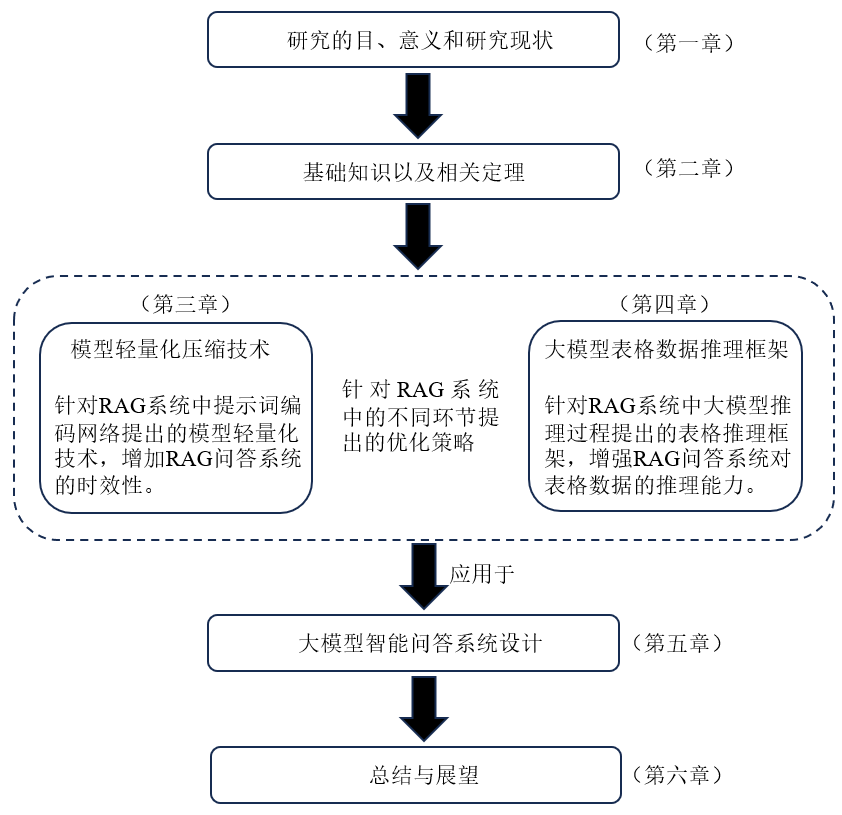 研究的目、意义和研究现状
（第一章）
基础知识以及相关定理
（第二章）
（第三章）
模型轻量化压缩技术
针对RAG系统中提示词编
码网络提出的模型轻量化
技术，增加RAG问答系统
的时效性。
针对RAG系统
中的不同环节提
出的优化策略
（第四章）
大模型表格数据推理框架
针对RAG系统中大模型推
理过程提出的表格推理框
架，增强RAG问答系统对
表格数据的推理能力。
应用于
大模型智能问答系统设计
（第五章）
总结与展望
（第六章）